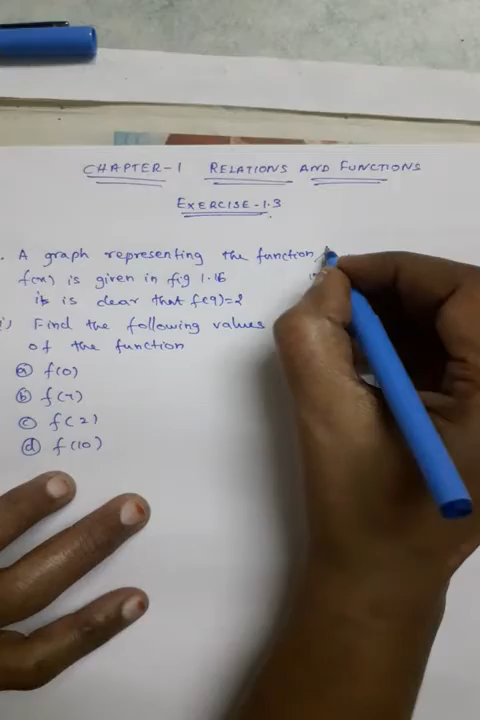 CHAPTER-1 RELATIONS AND FUNCTIONS
EXERCISE-1.3
. A graph representing the function
f(x) is given in fig 1.16
it is clear that f(9)=2
i) Find the following values
of the function
(a) f(0)
(b) f(7)
(c) f(2)
(d) f(10)